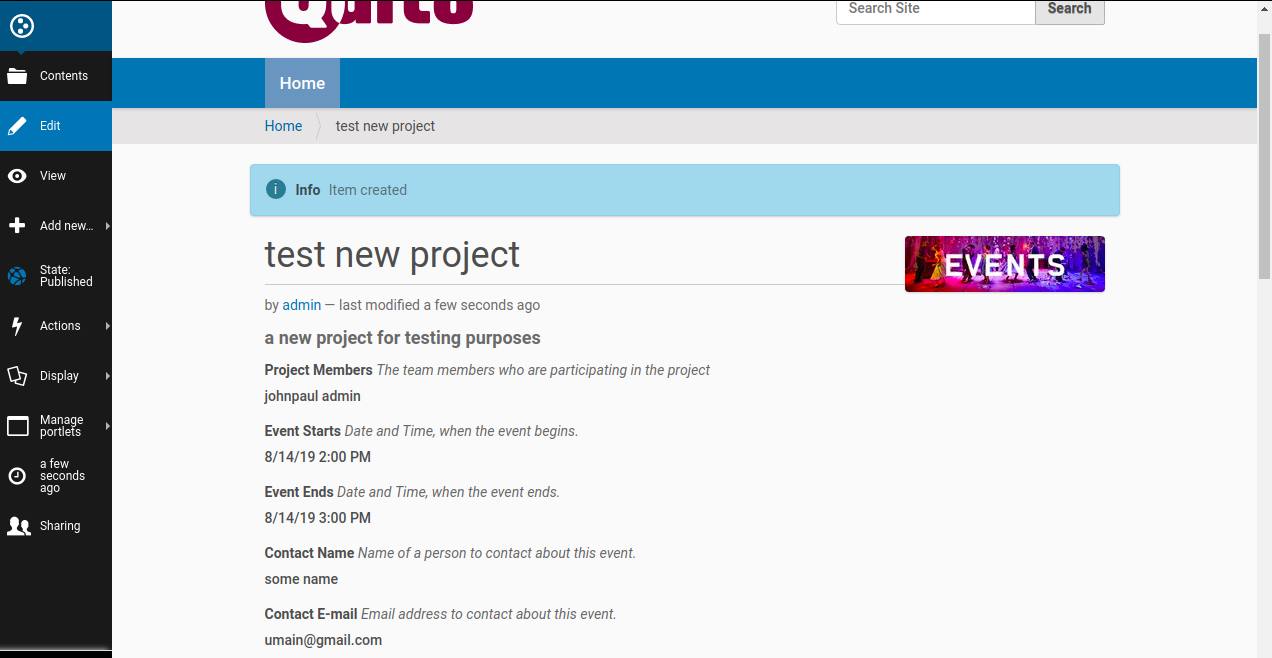 Search Site
Search
Contents
Edit
View
Add new…
State:
Published
Actions
Display
Manage
portlets
a few
seconds
ago
Sharing
Home
Home
test new project
Info Item created
test new project
EVENTS
by admin — last modified a few seconds ago
a new project for testing purposes
Project Members The team members who are participating in the project
johnpaul admin
Event Starts Date and Time, when the event begins.
8/14/19 2:00 PM
Event Ends Date and Time, when the event ends.
8/14/19 3:00 PM
Contact Name Name of a person to contact about this event.
some name
Contact E-mail Email address to contact about this event.
umain@gmail.com